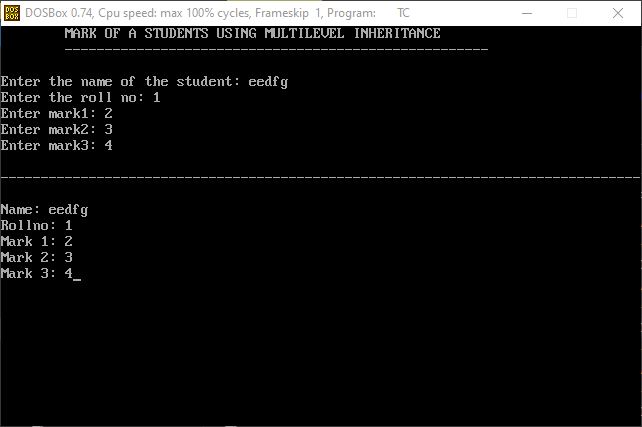 DOSBox 0.74, Cpu speed: max 100% cycles, Frameskip 1, Program: TC
MARK OF A STUDENTS USING MULTILEVEL INHERITANCE
-----------------------------------------------------
Enter the name of the student: eedfg
Enter the roll no: 1
Enter mark1: 2
Enter mark2: 3
Enter mark3: 4
--------------------------------------------------------------------------------
Name: eedfg
Rollno: 1
Mark 1: 2
Mark 2: 3
Mark 3: 4_